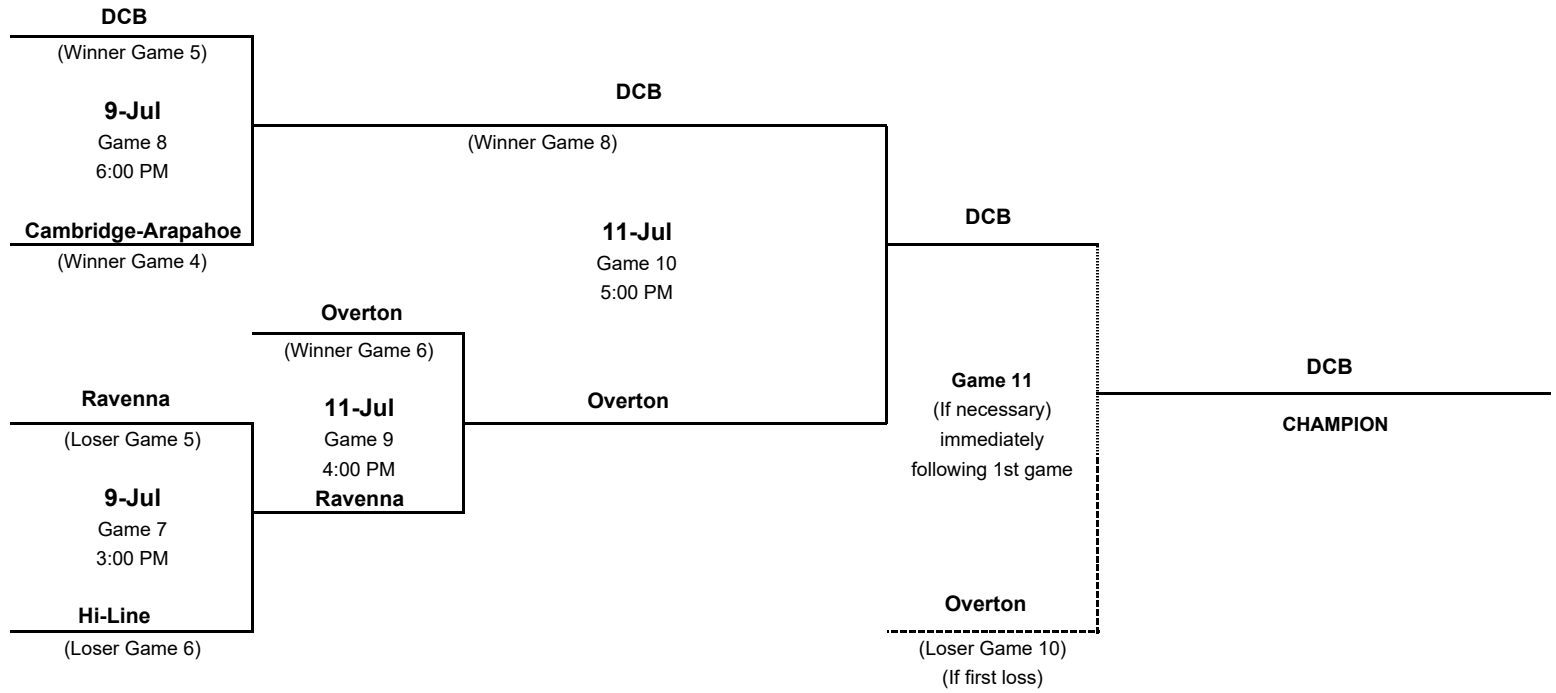 DCB
(Winner Game 5)
9-Jul
Game 8
6:00 PM
Cambridge-Arapahoe
(Winner Game 4)
DCB
(Winner Game 8)
11-Jul
Game 10
5:00 PM
Overton
(Winner Game 6)
11-Jul
Game 9
4:00 PM
Ravenna
Ravenna
(Loser Game 5)
9-Jul
Game 7
3:00 PM
Hi-Line
(Loser Game 6)
Overton
DCB
Game 11
(If necessary)
immediately
following 1st game
Overton
(Loser Game 10)
(If first loss)
DCB
CHAMPION